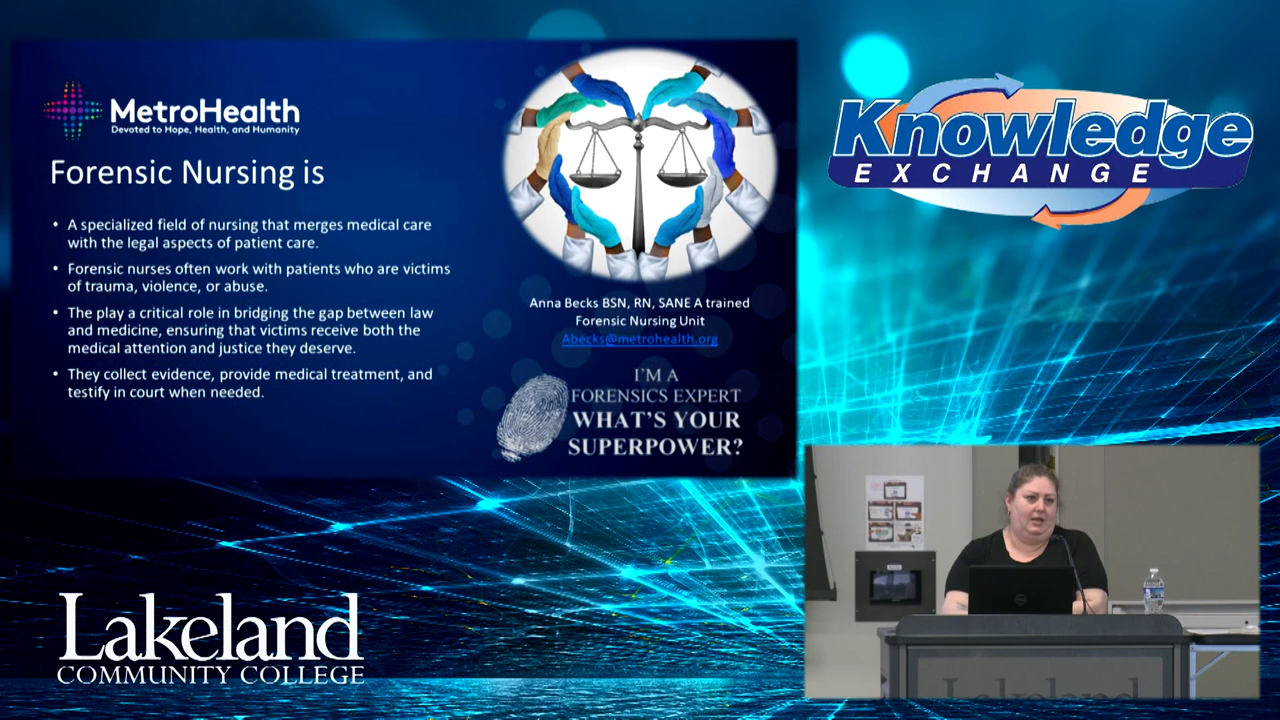 MetroHealth
Devoted to Hope, Health, and Humanity
Forensic Nursing is
• A specialized field of nursing that merges medical care
with the legal aspects of patient care.
• Forensic nurses often work with patients who are victims
of trauma, violence, or abuse.
• The play a critical role in bridging the gap between law
and medicine, ensuring that victims receive both the
medical attention and justice they deserve.
• They collect evidence, provide medical treatment, and
testify in court when needed.
Anna Becks BSN, RN, SANE A trained
Forensic Nursing Unit
Abecks@metrohealth.org
I'M A
FORENSICS EXPERT
WHAT'S YOUR
SUPERPOWER?
Knowledge
EXCHANGE
Lakeland
COMMUNITY COLLEGE
Lakeland